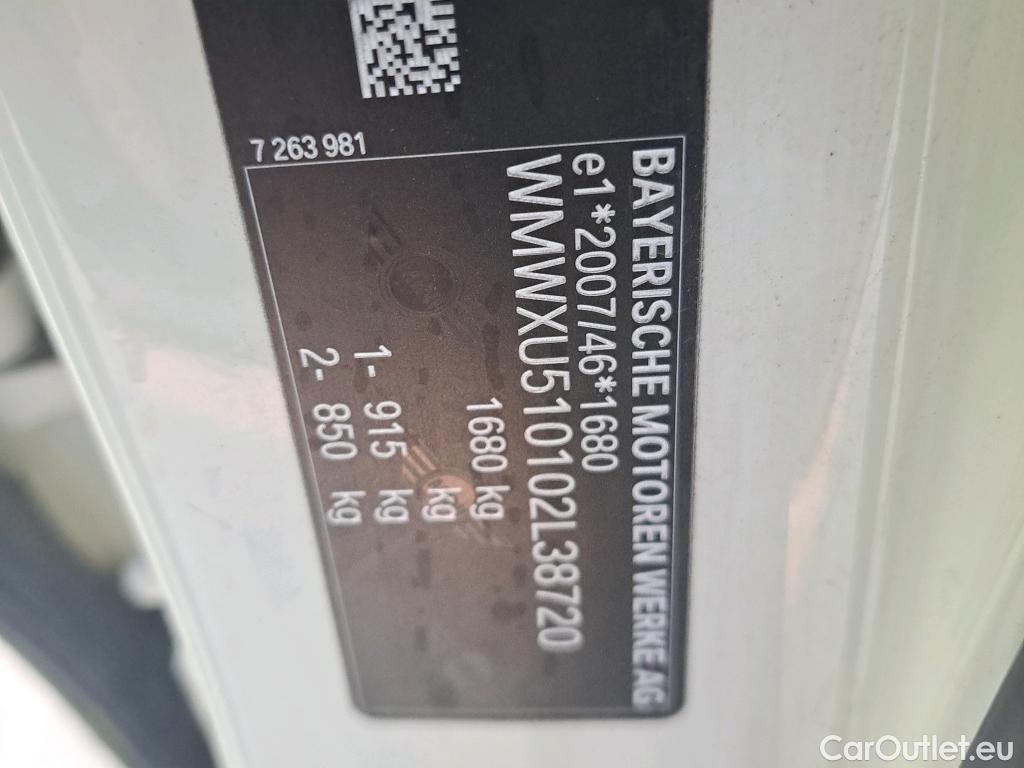 7 263 981
BAYERISCHE MOTOREN WERKE AG
e1*2007/46*1680
WMWXU510102L38720
1680 kg
kg
1- 915 kg
2- 850 kg
CarOutlet.eu